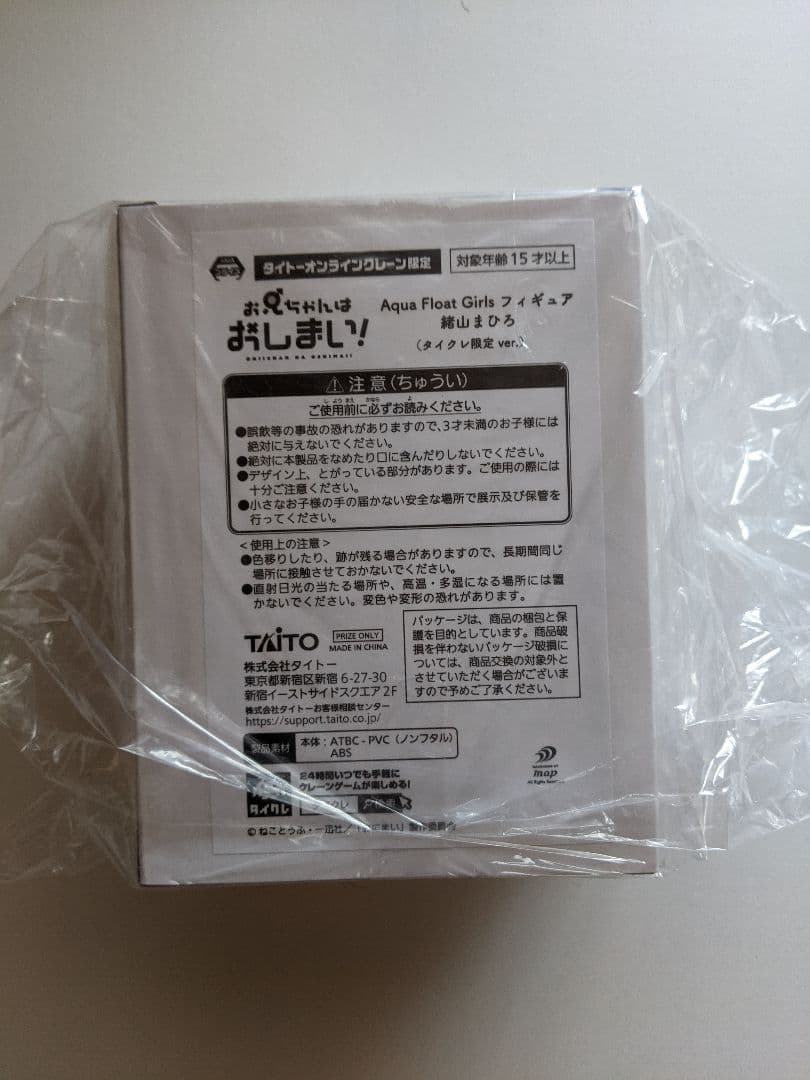 タイトーオンラインクレーン限定
対象年齢15才以上
お兄ちゃんは
おしまい!
ONIICHAN WA OSHIMAI!
Aqua Float Girls フィギュア
緒山まひろ
(タイクレ限定 ver.)
注意(ちゅうい)
ご使用前に必ずお読みください。
●誤飲等の事故の恐れがありますので、3才未満のお子様には
絶対に与えないでください。
●絶対に本製品をなめたり口に含んだりしないでください。
●デザイン上、とがっている部分があります。ご使用の際には
十分ご注意ください。
●小さなお子様の手の届かない安全な場所で展示及び保管を
行ってください。
<使用上の注意>
●色移りしたり、跡が残る場合がありますので、長期間同じ
場所に接触させておかないでください。
●直射日光の当たる場所や、高温・多湿になる場所には置
かないでください。変色や変形の恐れがあります。
TAITO
PRIZE ONLY
MADE IN CHINA
株式会社タイトー
東京都新宿区新宿 6-27-30
新宿イーストサイドスクエア 2F
株式会社タイトーお客様相談センター
https://support.taito.co.jp/
パッケージは、商品の梱包と保
護を目的としています。商品破
損を伴わないパッケージ破損に
ついては、商品交換の対象外と
させていただく場合がございま
すので予めご了承ください。
製品素材
本体:ATBC-PVC(ノンフタル)
ABS
24時間いつでも手軽に
クレーンゲームが楽しめる!
タイクレ
map
All Rights Reserved
©ねことうふ・一迅社/「おにまい」製作委員会